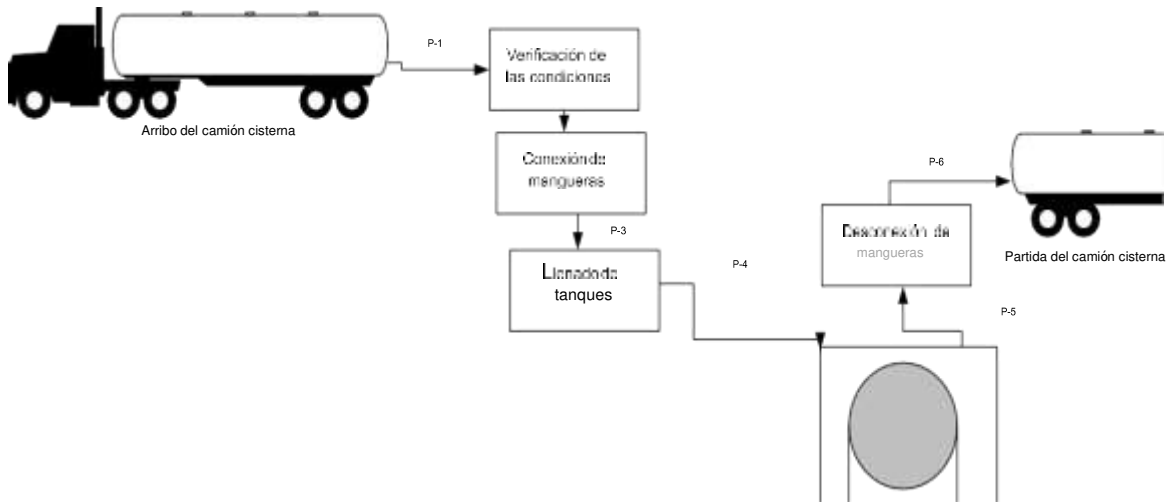 P-1
Verificación de
las condiciones
Arribo del camión cisterna
Conexión de
mangueras
P-3
Llenado de
tanques
P-4
P-6
Desconexión de
mangueras
Partida del camión cisterna
P-5